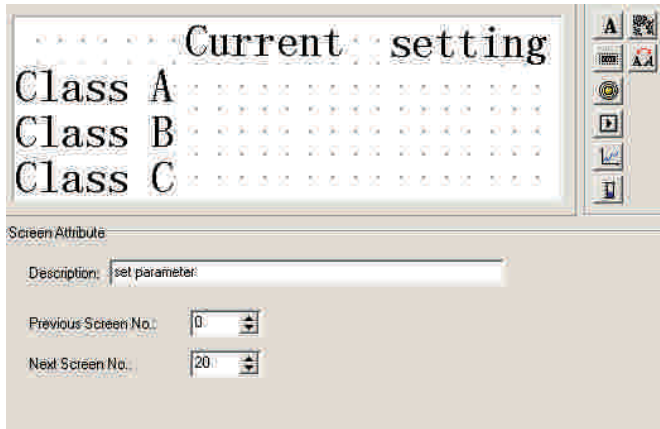 Current setting
Class A
Class B
Class C
A
A A
Screen Attribute
Description: set parameter
Previous Screen No.: 0
Next Screen No.: 20